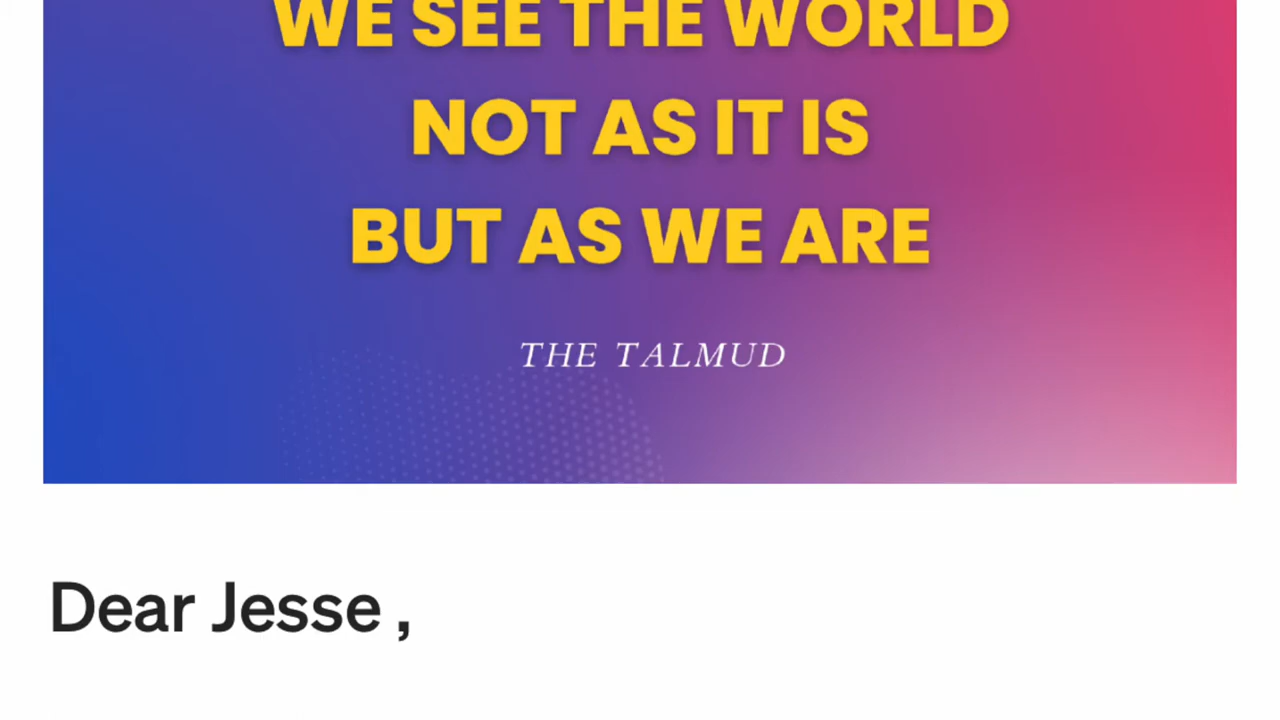 WE SEE THE WORLD
NOT AS IT IS
BUT AS WE ARE
THE TALMUD
Dear Jesse ,